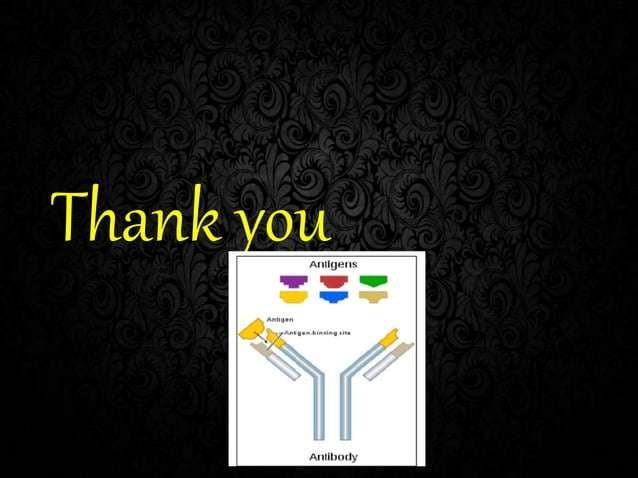 Thank you
Antigens
Antigen
Antigen-binding site
Antibody